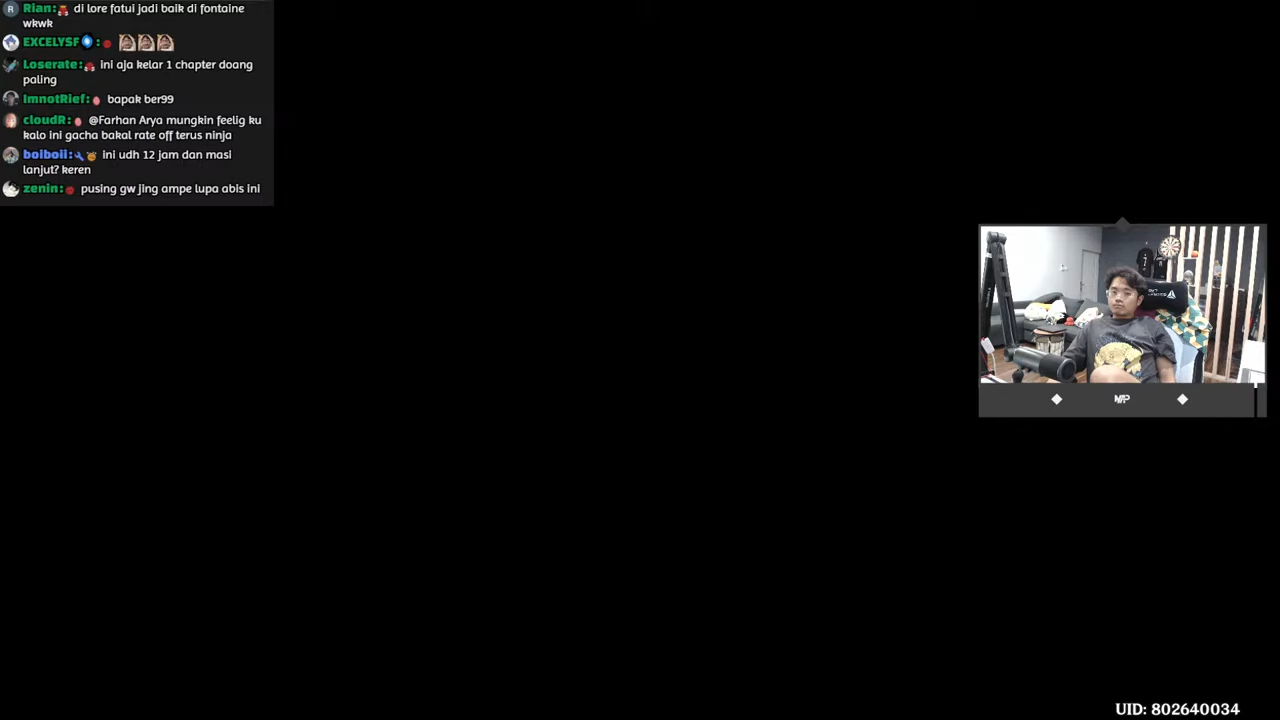 Rian: di lore fatui jadi baik di fontaine
wkwk
EXCELYSF :
Loserate: ini aja kelar 1 chapter doang
paling
ImnotRief: bapak ber99
cloudR: @Farhan Arya mungkin feelig ku
kalo ini gacha bakal rate off terus ninja
boiboii: ini udh 12 jam dan masi
lanjut? keren
zenin: pusing gw jing ampe lupa abis ini
UID: 802640034